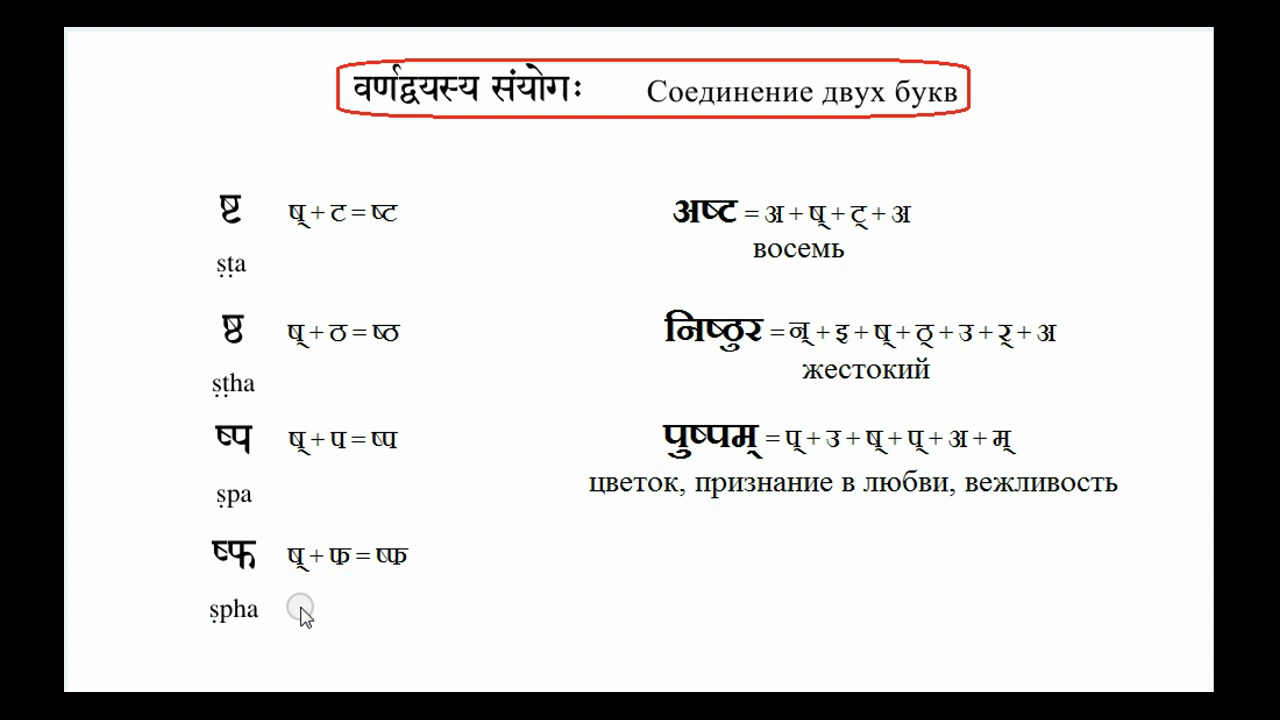 वर्णद्वयस्य संयोगः Соединение двух букв
ष्ट ष् + ट = ष्ट अष्ट = अ + ष् + ट् + अ
ṣṭa восемь
ष्ठ ष् + ठ = ष्ठ निष्ठुर = न् + इ + ष् + ठ् + उ + र् + अ
ṣṭha жестокий
ष्प ष् + प = ष्प पुष्पम् = प् + उ + ष् + प् + अ + म्
ṣpa цветок, признание в любви, вежливость
ष्फ ष् + फ = ष्फ
ṣpha